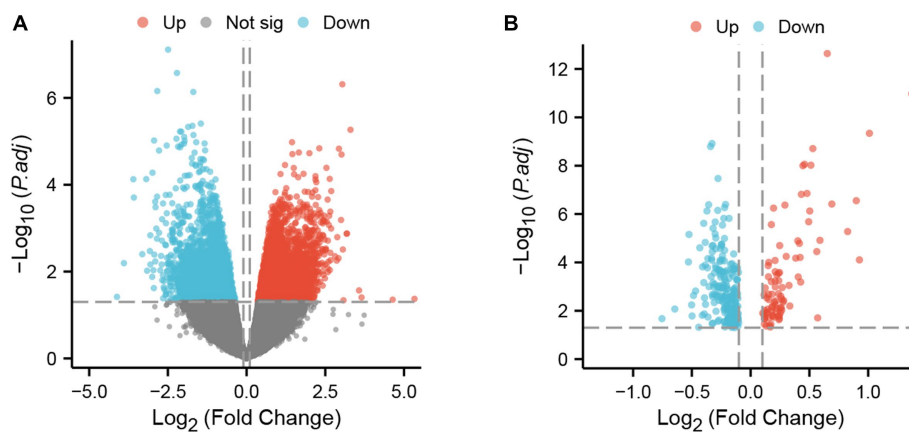 A
Up Not sig Down
−Log10 (P.adj)
6
4
2
0
−5.0 −2.5 0.0 2.5 5.0
Log2 (Fold Change)
B
Up Down
−Log10 (P.adj)
12
10
8
6
4
2
0
−1.0 −0.5 0.0 0.5 1.0
Log2 (Fold Change)